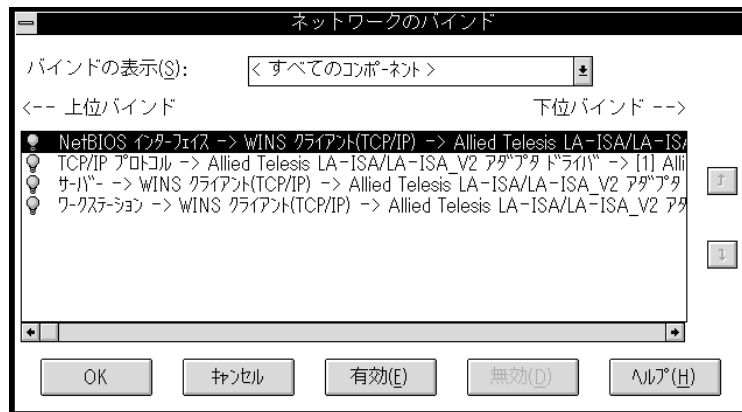 ネットワークのバインド
バインドの表示(S): < すべてのコンポーネント >
<-- 上位バインド 下位バインド -->
NetBIOS インターフェイス -> WINS クライアント(TCP/IP) -> Allied Telesis LA-ISA/LA-ISA
TCP/IP プロトコル -> Allied Telesis LA-ISA/LA-ISA_V2 アダプタ ドライバ -> [1] Alli
サーバー -> WINS クライアント(TCP/IP) -> Allied Telesis LA-ISA/LA-ISA_V2 アダプタ
ワークステーション -> WINS クライアント(TCP/IP) -> Allied Telesis LA-ISA/LA-ISA_V2 アダ
OK キャンセル 有効(E) 無効(D) ヘルプ(H)